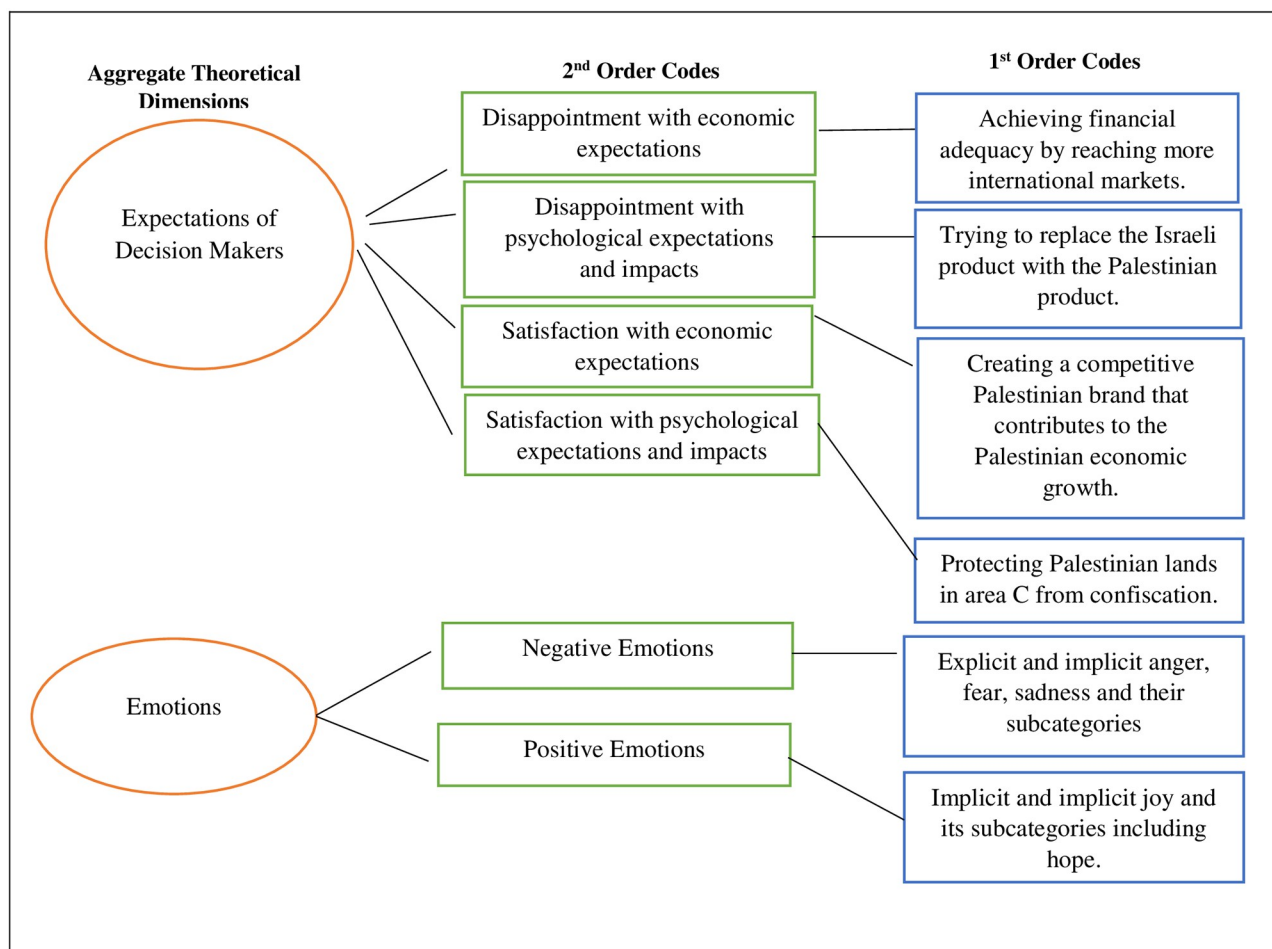 Aggregate Theoretical
Dimensions
2nd Order Codes
1st Order Codes
Expectations of
Decision Makers
Disappointment with economic
expectations
Disappointment with
psychological expectations
and impacts
Satisfaction with economic
expectations
Satisfaction with psychological
expectations and impacts
Achieving financial
adequacy by reaching more
international markets.
Trying to replace the Israeli
product with the Palestinian
product.
Creating a competitive
Palestinian brand that
contributes to the
Palestinian economic
growth.
Protecting Palestinian lands
in area C from confiscation.
Emotions
Negative Emotions
Positive Emotions
Explicit and implicit anger,
fear, sadness and their
subcategories
Implicit and implicit joy and
its subcategories including
hope.